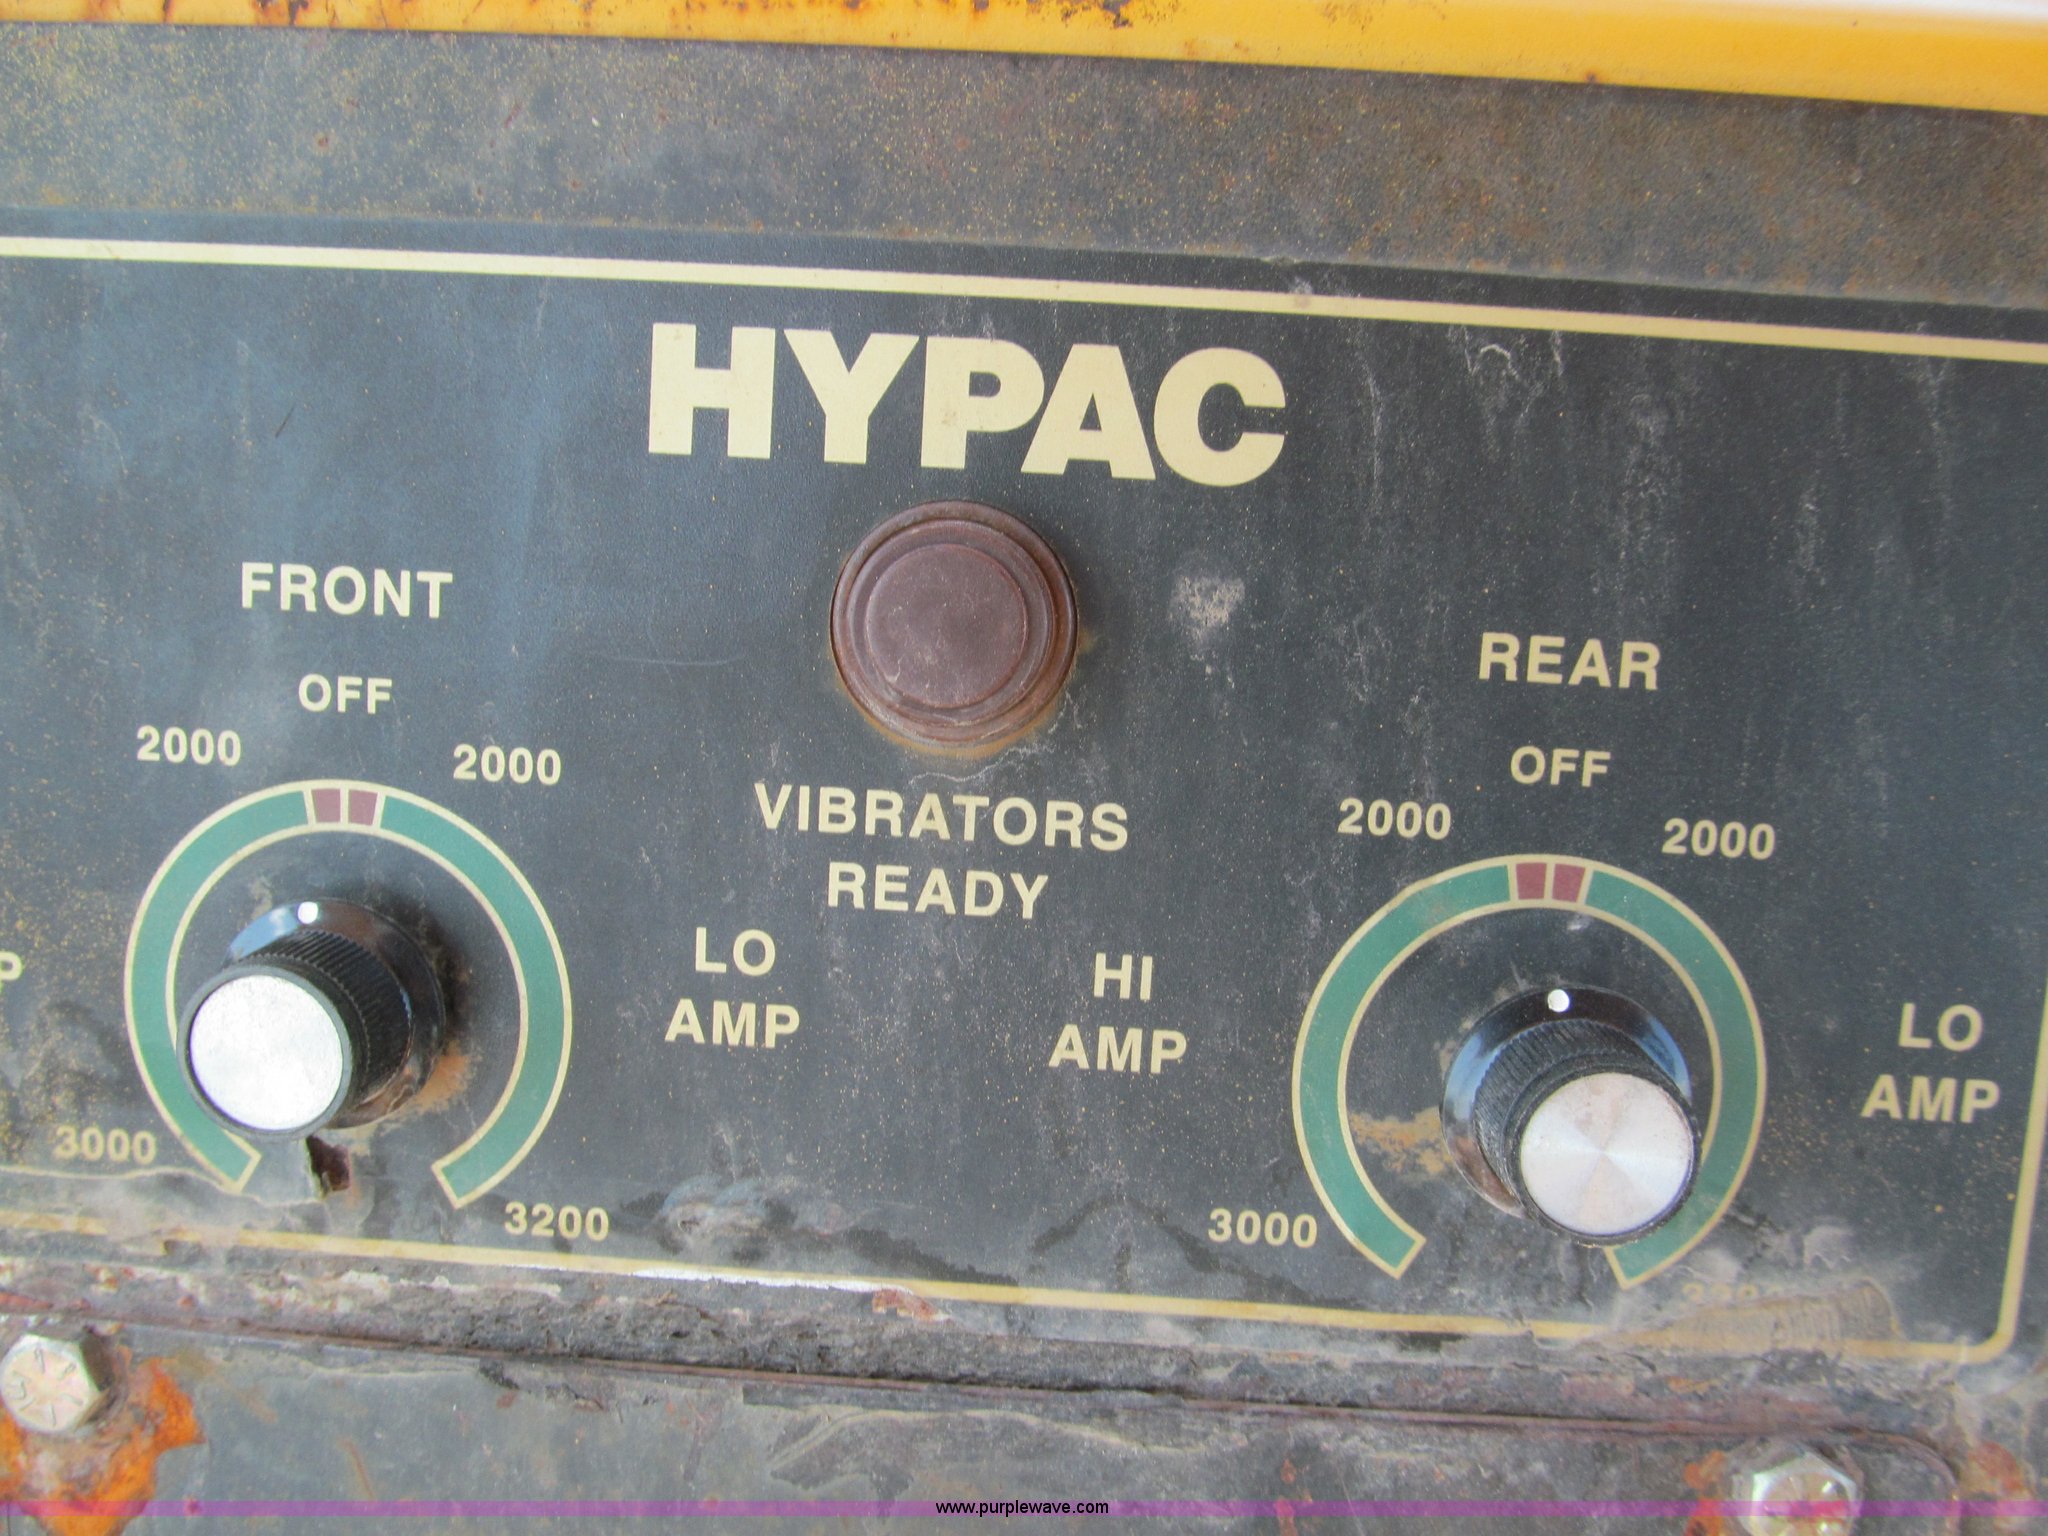 HYPAC
FRONT
OFF
2000
2000
3000
3200
LO
AMP
VIBRATORS
READY
REAR
OFF
2000
2000
HI
AMP
3000
LO
AMP
www.purplewave.com